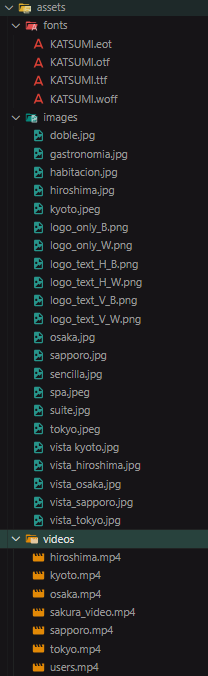 assets
fonts
KATSUMI.eot
KATSUMI.otf
KATSUMI.ttf
KATSUMI.woff
images
doble.jpg
gastronomia.jpg
habitacion.jpg
hiroshima.jpg
kyoto.jpeg
logo_only_B.png
logo_only_W.png
logo_text_H_B.png
logo_text_H_W.png
logo_text_V_B.png
logo_text_V_W.png
osaka.jpg
sapporo.jpg
sencilla.jpg
spa.jpeg
suite.jpg
tokyo.jpeg
vista kyoto.jpg
vista_hiroshima.jpg
vista_osaka.jpg
vista_sapporo.jpg
vista_tokyo.jpg
videos
hiroshima.mp4
kyoto.mp4
osaka.mp4
sakura_video.mp4
sapporo.mp4
tokyo.mp4
users.mp4